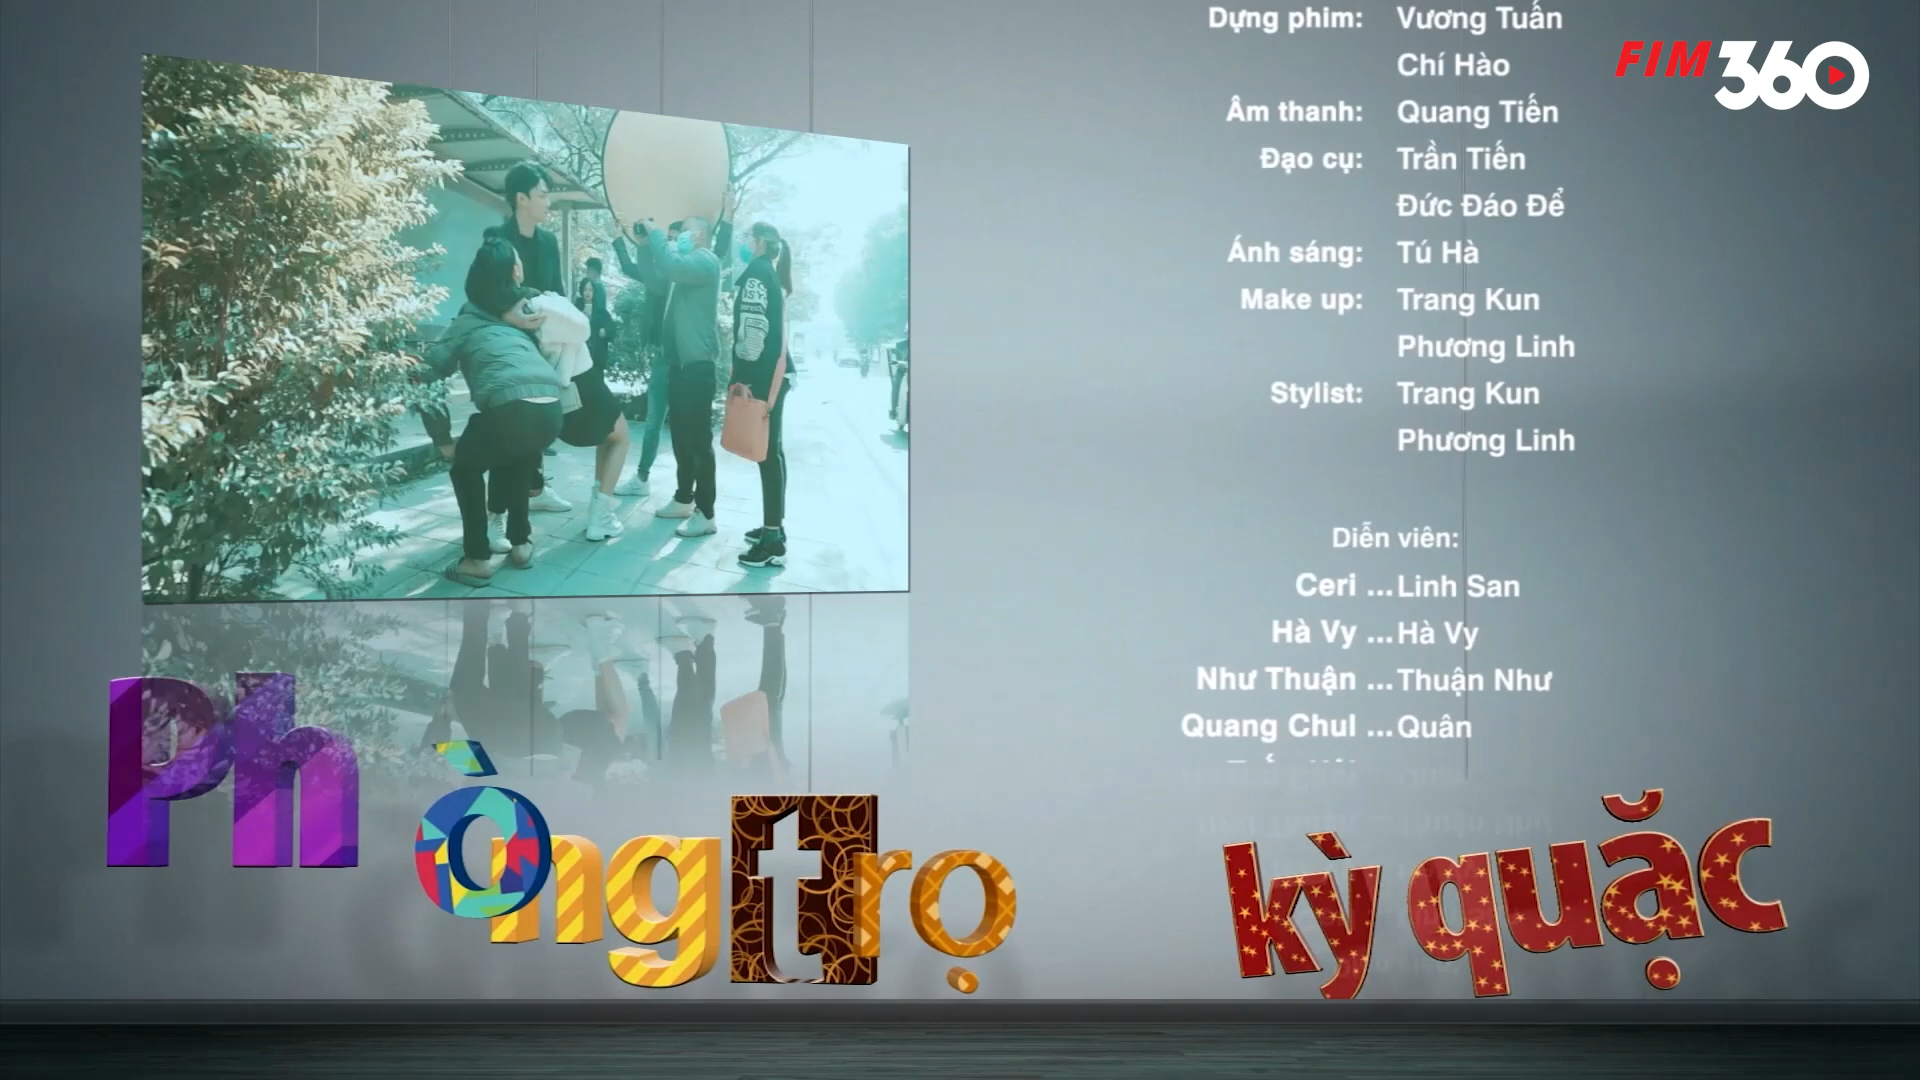 Dựng phim: Vương Tuấn
Chí Hào
FIM360
Âm thanh: Quang Tiến
Đạo cụ: Trần Tiến
Đức Đáo Để
Ánh sáng: Tú Hà
Make up: Trang Kun
Phương Linh
Stylist: Trang Kun
Phương Linh
Diễn viên:
Ceri ... Linh San
Hà Vy ... Hà Vy
Như Thuận ... Thuận Như
Quang Chul ... Quân
Phòng trọ kỳ quặc